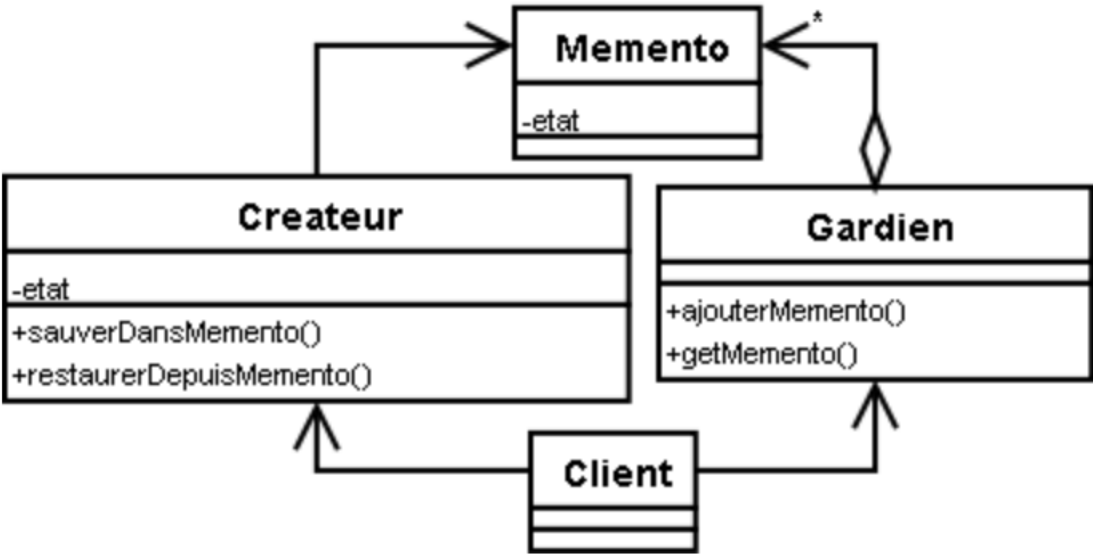 *
Memento
-etat
Createur
-etat
+sauverDansMemento()
+restaurerDepuisMemento()
Gardien
+ajouterMemento()
+getMemento()
Client